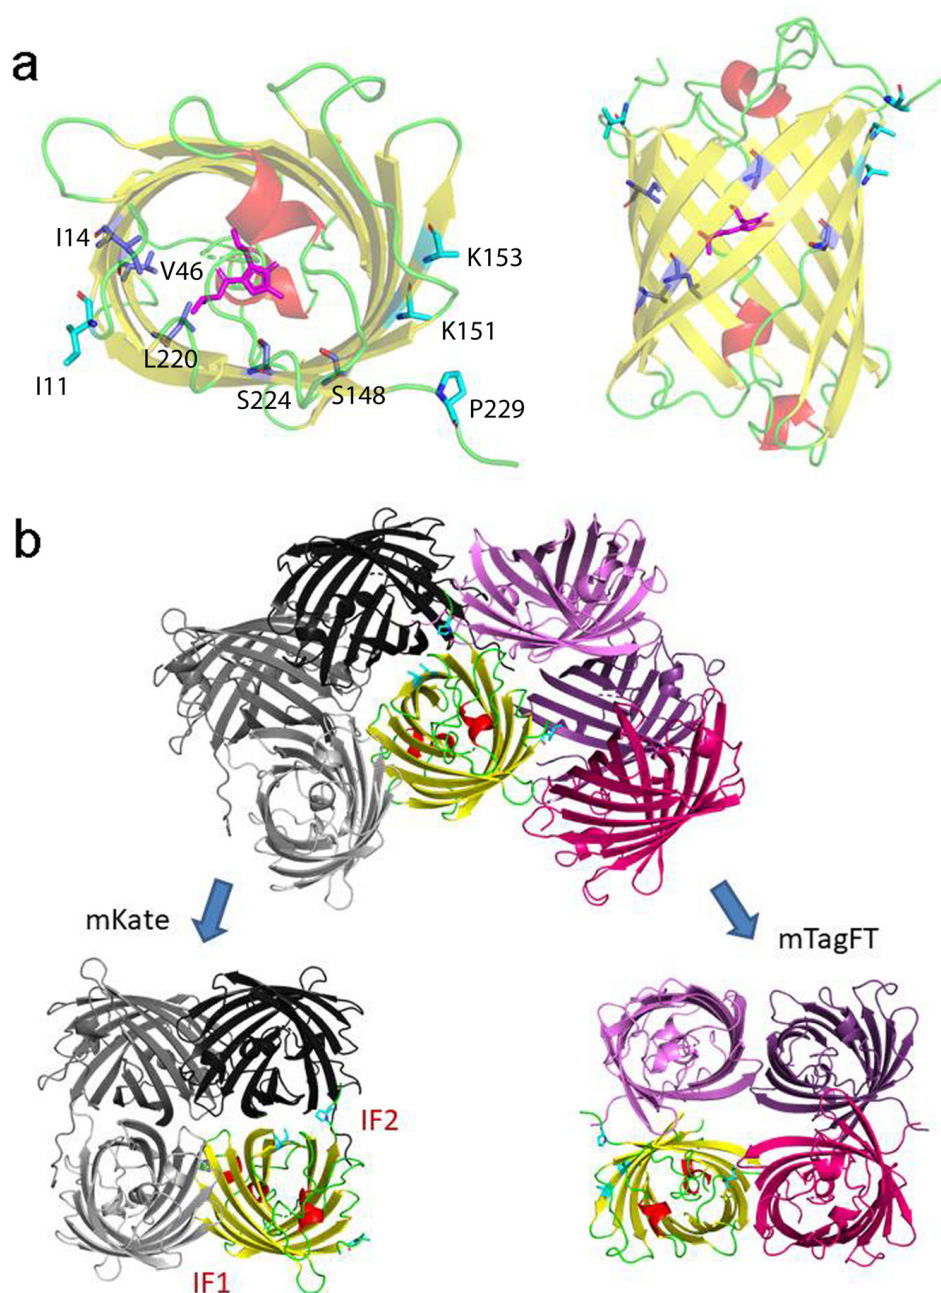 a
I14
V46
K153
K151
L220
I11
S224
S148
P229
b
mKate
mTagFT
IF2
IF1